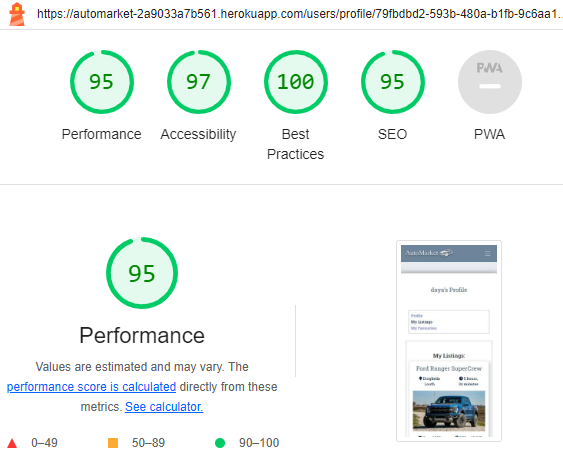 https://automarket-2a9033a7b561.herokuapp.com/users/profile/79fbdbd2-593b-480a-b1fb-9c6aa1...
95
97
100
95
PWA
Performance
Accessibility
Best
Practices
SEO
PWA
95
Performance
Values are estimated and may vary. The
performance score is calculated directly from these
metrics. See calculator.
0–49
50–89
90–100
AutoMarket
days's Profile
Profile
My Listings
My Favourites
My Listings:
Ford Ranger SuperCrew